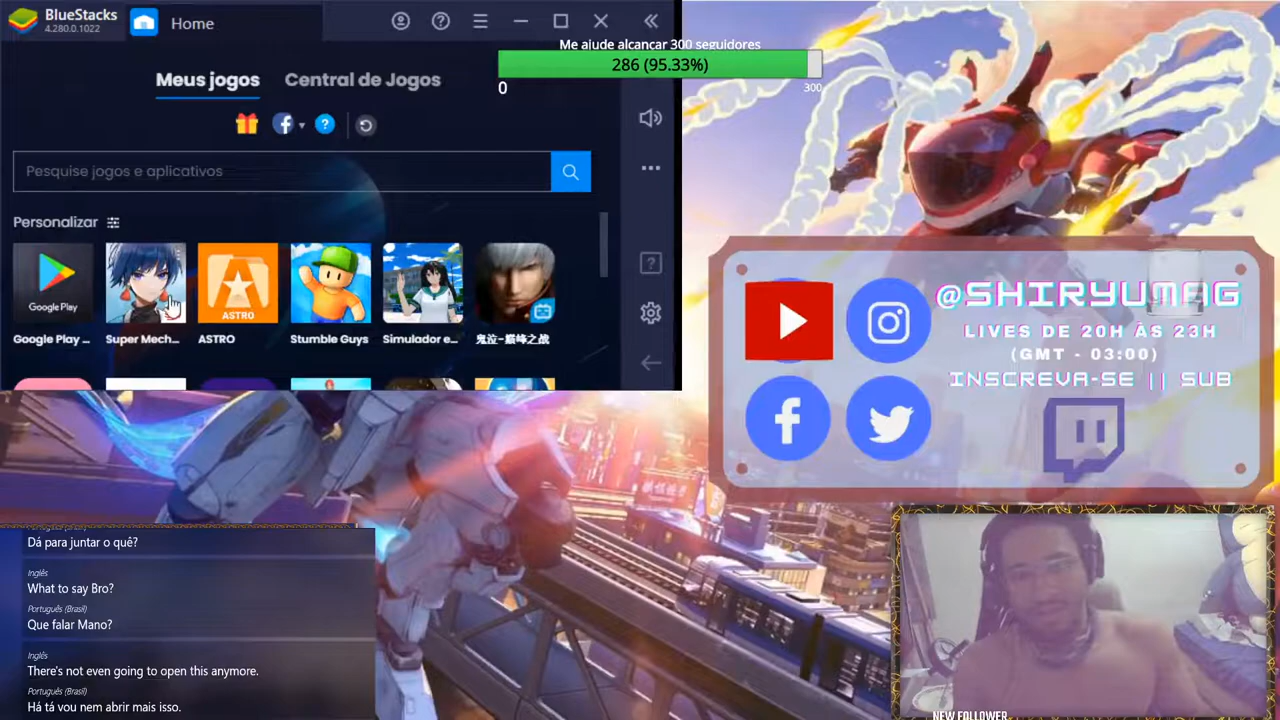 BlueStacks
4.280.0.1022
Home
Me ajude alcançar 300 seguidores
286 (95.33%)
0
300
Meus jogos
Central de Jogos
Pesquise jogos e aplicativos
Personalizar
Google Play
ASTRO
Google Play ...
Super Mech...
ASTRO
Stumble Guys
Simulador e...
鬼泣-巅峰之战
@SHIRYUMAG
LIVES DE 20H ÀS 23H
(GMT - 03:00)
INSCREVA-SE || SUB
Dá para juntar o quê?
Inglês
What to say Bro?
Português (Brasil)
Que falar Mano?
Inglês
There's not even going to open this anymore.
Português (Brasil)
Há tá vou nem abrir mais isso.
NEW FOLLOWER